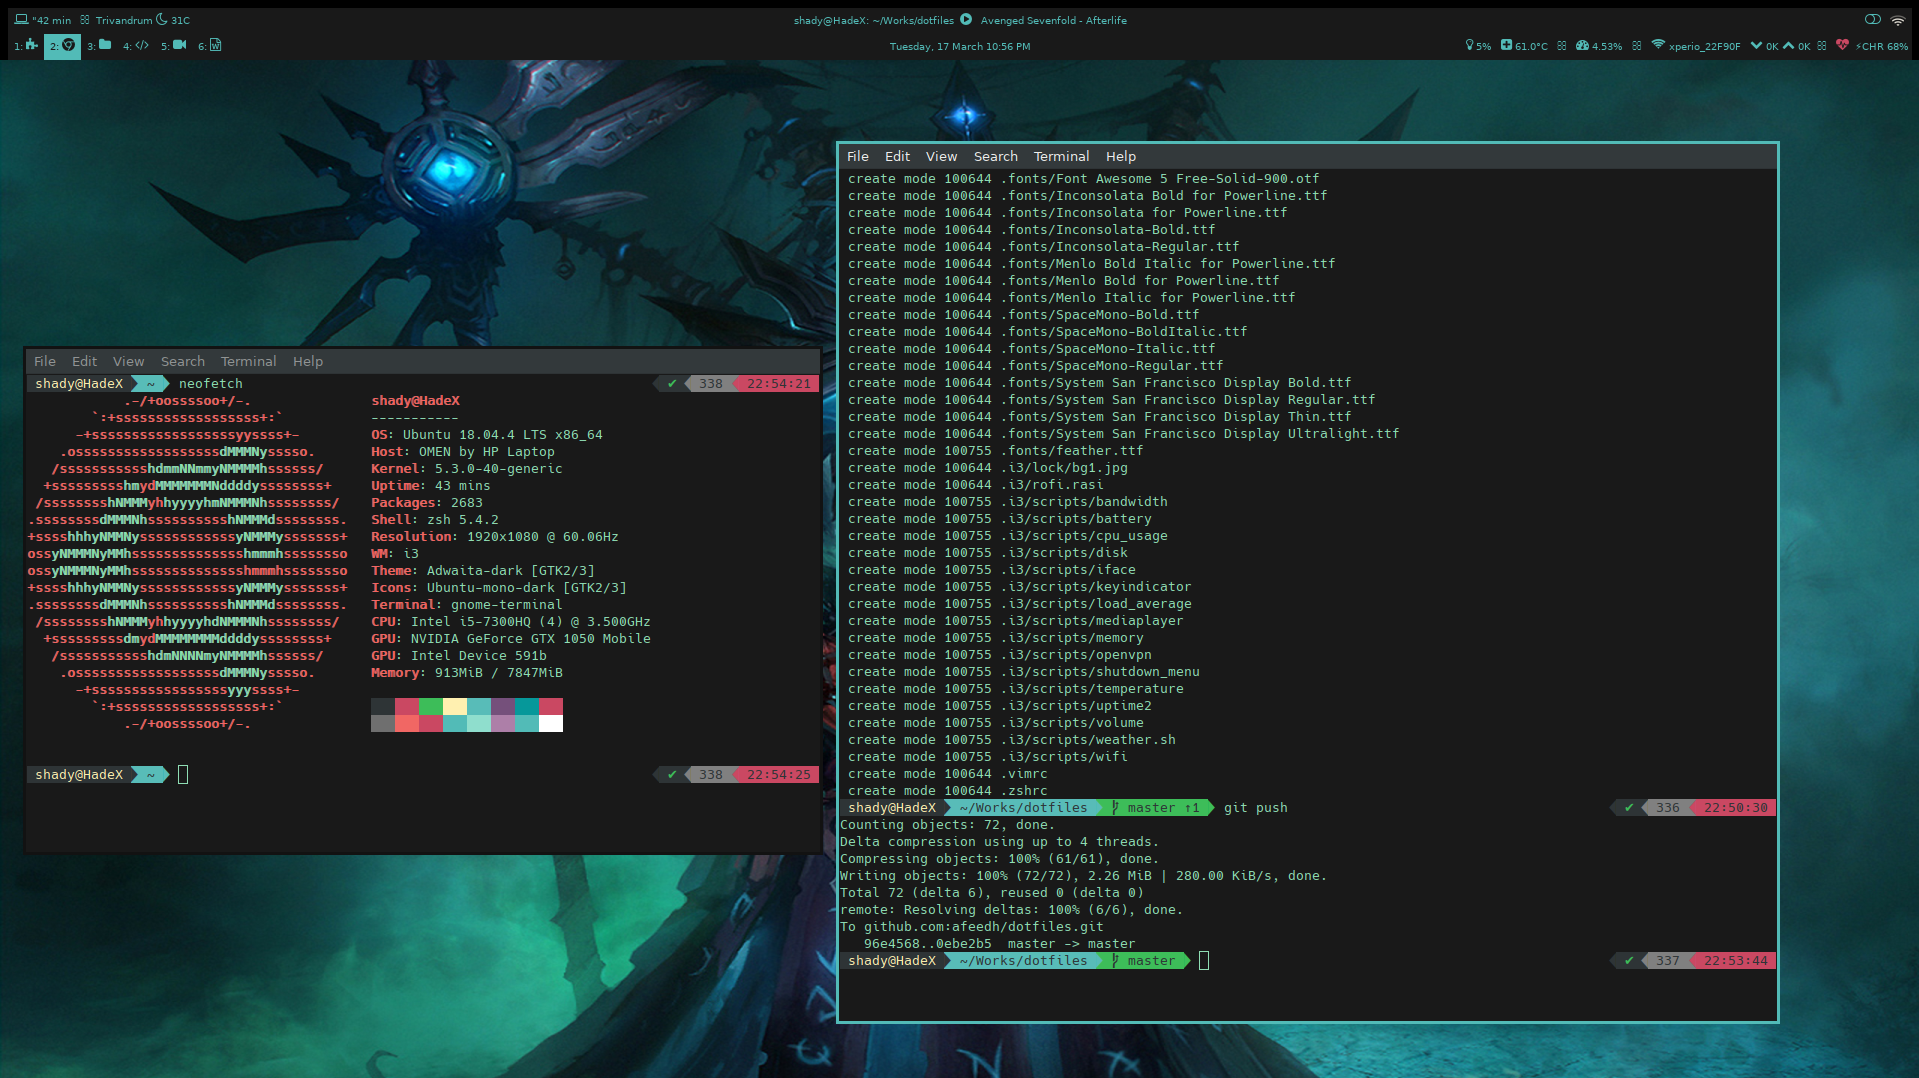 "42 min Trivandrum 31C
shady@HadeX: ~/Works/dotfiles Avenged Sevenfold - Afterlife
1: 2: 3: 4: 5: 6:
Tuesday, 17 March 10:56 PM
5% 61.0°C 4.53% xperio_22F90F 0K 0K ⚡CHR 68%
File Edit View Search Terminal Help
shady@HadeX ~ neofetch ✔ 338 22:54:21
.-/+oossssoo+/-.
`:+ssssssssssssssssss+:`
-+ssssssssssssssssssyyssss+-
.ossssssssssssssssssdMMMNysssso.
/ssssssssssshdmmNNmmyNMMMMhssssss/
+ssssssssshmydMMMMMMMNddddyssssssss+
/sssssssshNMMMyhhyyyyhmNMMMNhssssssss/
.ssssssssdMMMNhsssssssssshNMMMdssssssss.
+sssshhhyNMMNyssssssssssssyNMMMysssssss+
ossyNMMMNyMMhsssssssssssssshmmmhssssssso
ossyNMMMNyMMhsssssssssssssshmmmhssssssso
+sssshhhyNMMNyssssssssssssyNMMMysssssss+
.ssssssssdMMMNhsssssssssshNMMMdssssssss.
/sssssssshNMMMyhhyyyyhdNMMMNhssssssss/
+sssssssssdmydMMMMMMMMddddyssssssss+
/ssssssssssshdmNNNNmyNMMMMhssssss/
.ossssssssssssssssssdMMMNysssso.
-+sssssssssssssssssyyyssss+-
`:+ssssssssssssssssss+:`
.-/+oossssoo+/-.
shady@HadeX
-----------
OS: Ubuntu 18.04.4 LTS x86_64
Host: OMEN by HP Laptop
Kernel: 5.3.0-40-generic
Uptime: 43 mins
Packages: 2683
Shell: zsh 5.4.2
Resolution: 1920x1080 @ 60.06Hz
WM: i3
Theme: Adwaita-dark [GTK2/3]
Icons: Ubuntu-mono-dark [GTK2/3]
Terminal: gnome-terminal
CPU: Intel i5-7300HQ (4) @ 3.500GHz
GPU: NVIDIA GeForce GTX 1050 Mobile
GPU: Intel Device 591b
Memory: 913MiB / 7847MiB
shady@HadeX ~ ✔ 338 22:54:25
File Edit View Search Terminal Help
create mode 100644 .fonts/Font Awesome 5 Free-Solid-900.otf
create mode 100644 .fonts/Inconsolata Bold for Powerline.ttf
create mode 100644 .fonts/Inconsolata for Powerline.ttf
create mode 100644 .fonts/Inconsolata-Bold.ttf
create mode 100644 .fonts/Inconsolata-Regular.ttf
create mode 100644 .fonts/Menlo Bold Italic for Powerline.ttf
create mode 100644 .fonts/Menlo Bold for Powerline.ttf
create mode 100644 .fonts/Menlo Italic for Powerline.ttf
create mode 100644 .fonts/SpaceMono-Bold.ttf
create mode 100644 .fonts/SpaceMono-BoldItalic.ttf
create mode 100644 .fonts/SpaceMono-Italic.ttf
create mode 100644 .fonts/SpaceMono-Regular.ttf
create mode 100644 .fonts/System San Francisco Display Bold.ttf
create mode 100644 .fonts/System San Francisco Display Regular.ttf
create mode 100644 .fonts/System San Francisco Display Thin.ttf
create mode 100644 .fonts/System San Francisco Display Ultralight.ttf
create mode 100755 .fonts/feather.ttf
create mode 100644 .i3/lock/bg1.jpg
create mode 100644 .i3/rofi.rasi
create mode 100755 .i3/scripts/bandwidth
create mode 100755 .i3/scripts/battery
create mode 100755 .i3/scripts/cpu_usage
create mode 100755 .i3/scripts/disk
create mode 100755 .i3/scripts/iface
create mode 100755 .i3/scripts/keyindicator
create mode 100755 .i3/scripts/load_average
create mode 100755 .i3/scripts/mediaplayer
create mode 100755 .i3/scripts/memory
create mode 100755 .i3/scripts/openvpn
create mode 100755 .i3/scripts/shutdown_menu
create mode 100755 .i3/scripts/temperature
create mode 100755 .i3/scripts/uptime2
create mode 100755 .i3/scripts/volume
create mode 100755 .i3/scripts/weather.sh
create mode 100755 .i3/scripts/wifi
create mode 100644 .vimrc
create mode 100644 .zshrc
shady@HadeX ~/Works/dotfiles master ↑1 git push ✔ 336 22:50:30
Counting objects: 72, done.
Delta compression using up to 4 threads.
Compressing objects: 100% (61/61), done.
Writing objects: 100% (72/72), 2.26 MiB | 280.00 KiB/s, done.
Total 72 (delta 6), reused 0 (delta 0)
remote: Resolving deltas: 100% (6/6), done.
To github.com:afeedh/dotfiles.git
96e4568..0ebe2b5 master -> master
shady@HadeX ~/Works/dotfiles master ✔ 337 22:53:44